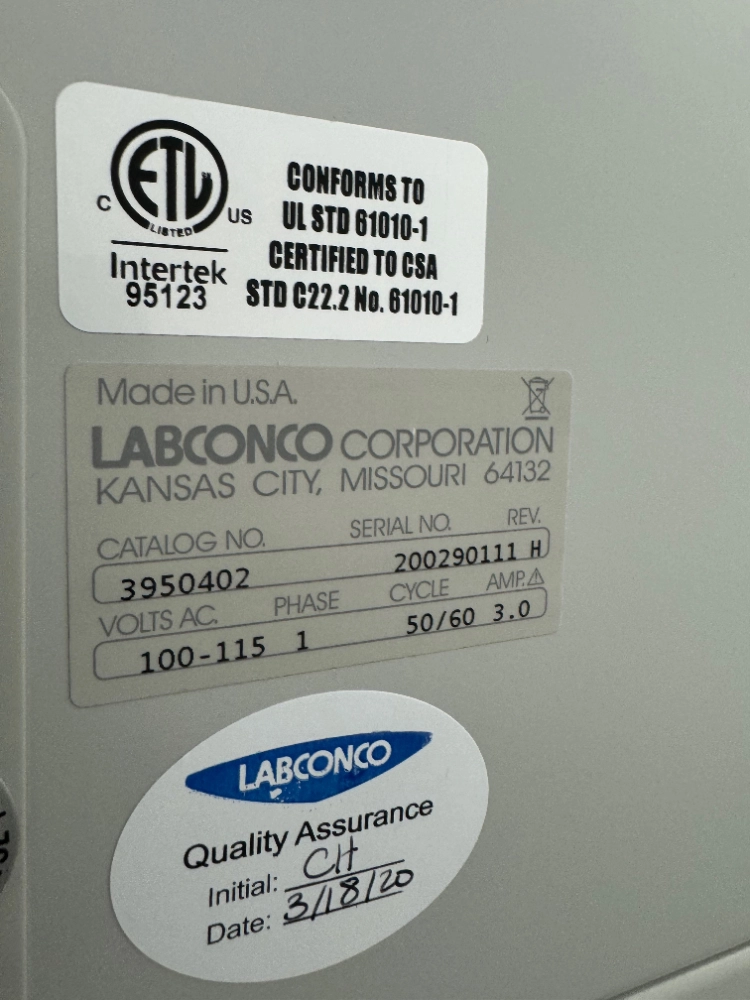 ETL
LISTED
C US
Intertek
95123
CONFORMS TO
UL STD 61010-1
CERTIFIED TO CSA
STD C22.2 No. 61010-1
Made in U.S.A.
LABCONCO CORPORATION
KANSAS CITY, MISSOURI 64132
CATALOG NO. SERIAL NO. REV.
3950402 200290111 H
VOLTS AC. PHASE CYCLE AMP.⚠
100-115 1 50/60 3.0
LABCONCO
Quality Assurance
Initial: CH
Date: 3/18/20